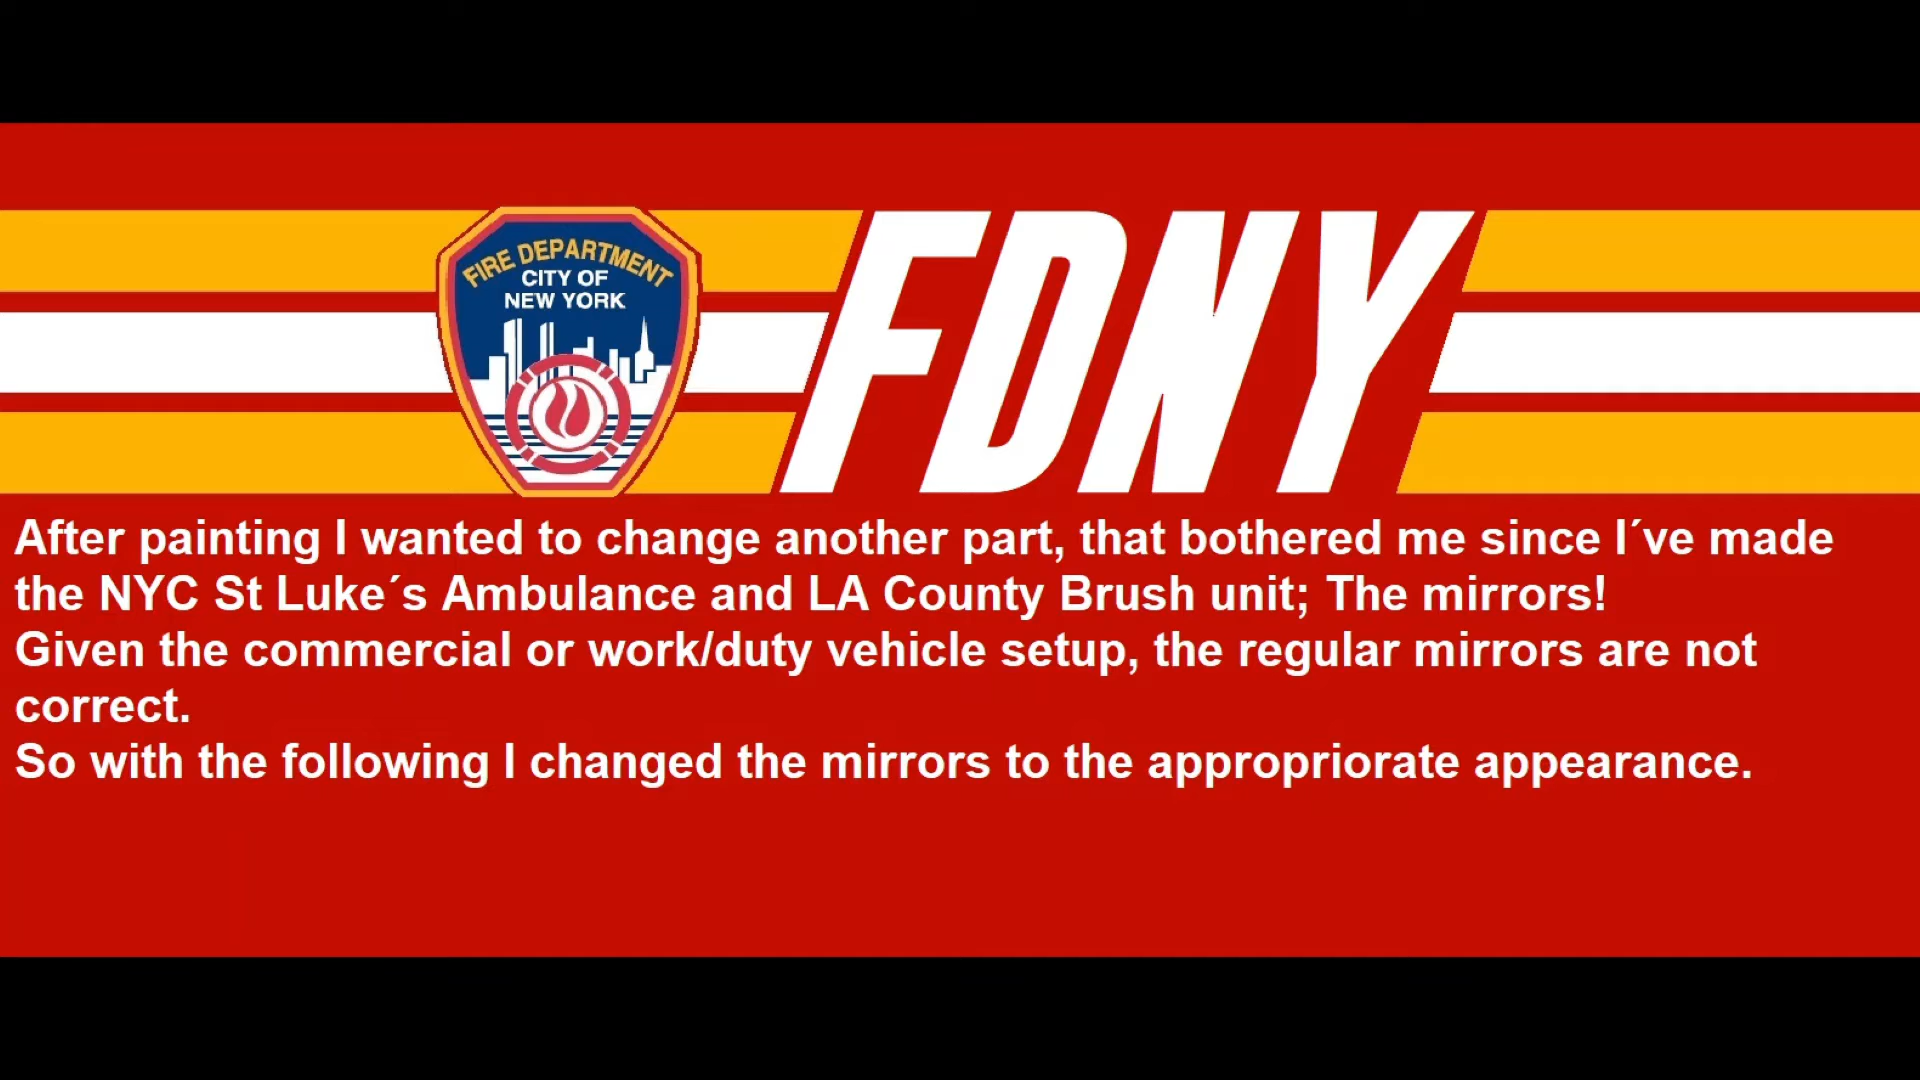 FIRE DEPARTMENT
CITY OF
NEW YORK
FDNY
After painting I wanted to change another part, that bothered me since I´ve made
the NYC St Luke´s Ambulance and LA County Brush unit; The mirrors!
Given the commercial or work/duty vehicle setup, the regular mirrors are not
correct.
So with the following I changed the mirrors to the appropriorate appearance.